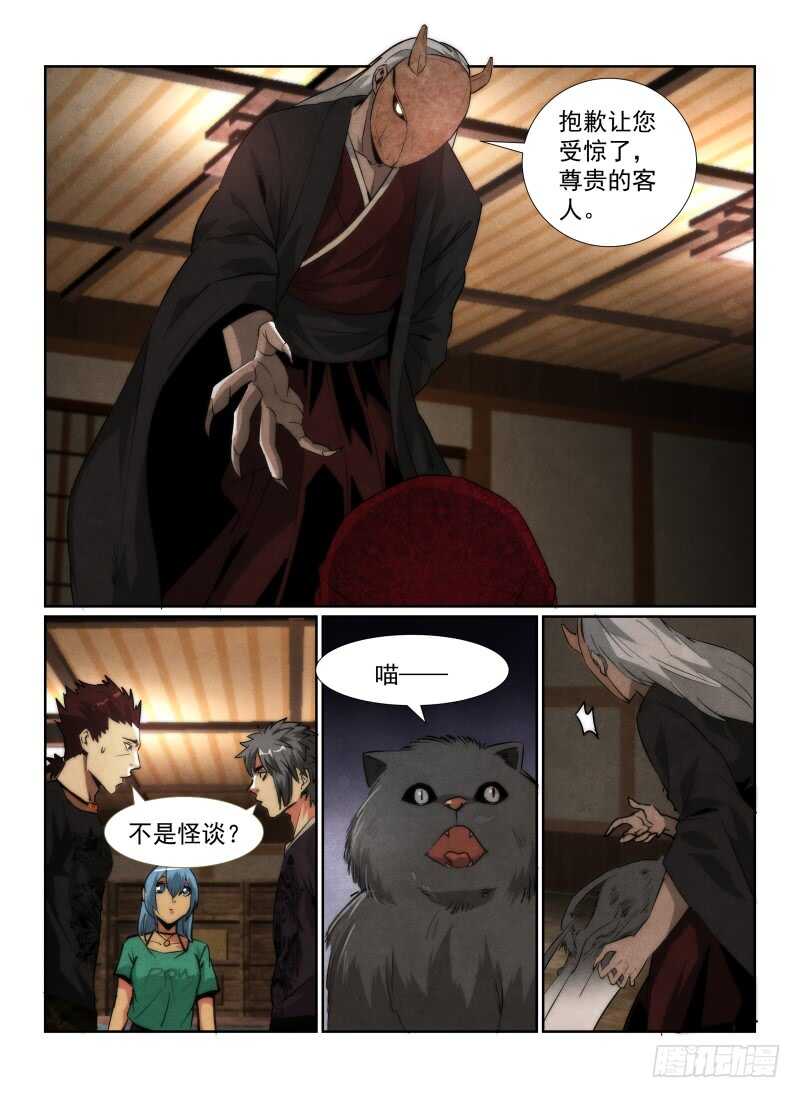 抱歉让您
受惊了，
尊贵的客
人。
不是怪谈？
喵——
腾讯动漫